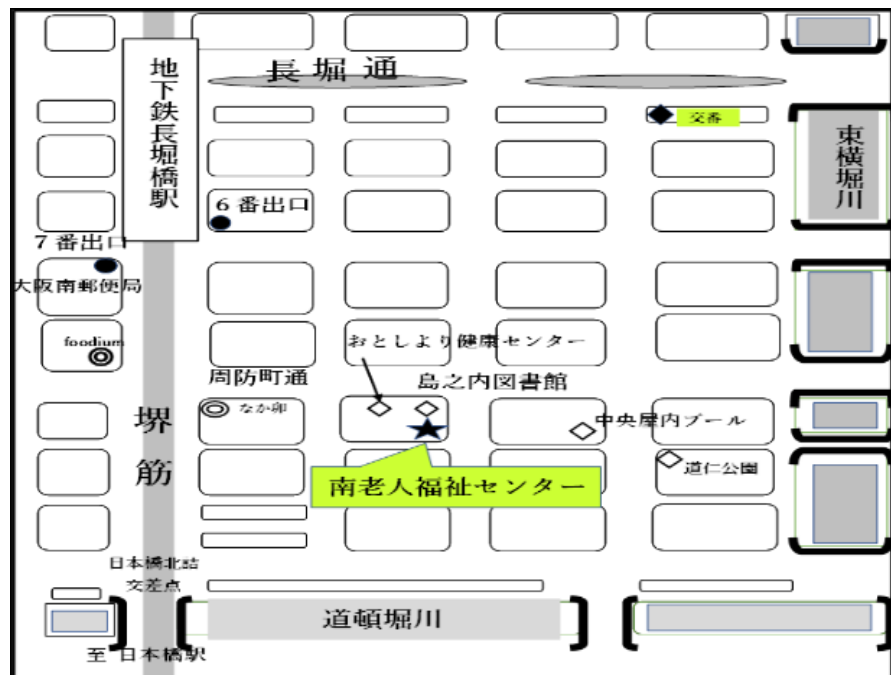 長堀通
地下鉄長堀橋駅
交番
東横堀川
6番出口
7番出口
大阪南郵便局
foodium
おとしより健康センター
周防町通
島之内図書館
なか卯
堺筋
中央屋内プール
道仁公園
南老人福祉センター
日本橋北詰
交差点
道頓堀川
至 日本橋駅